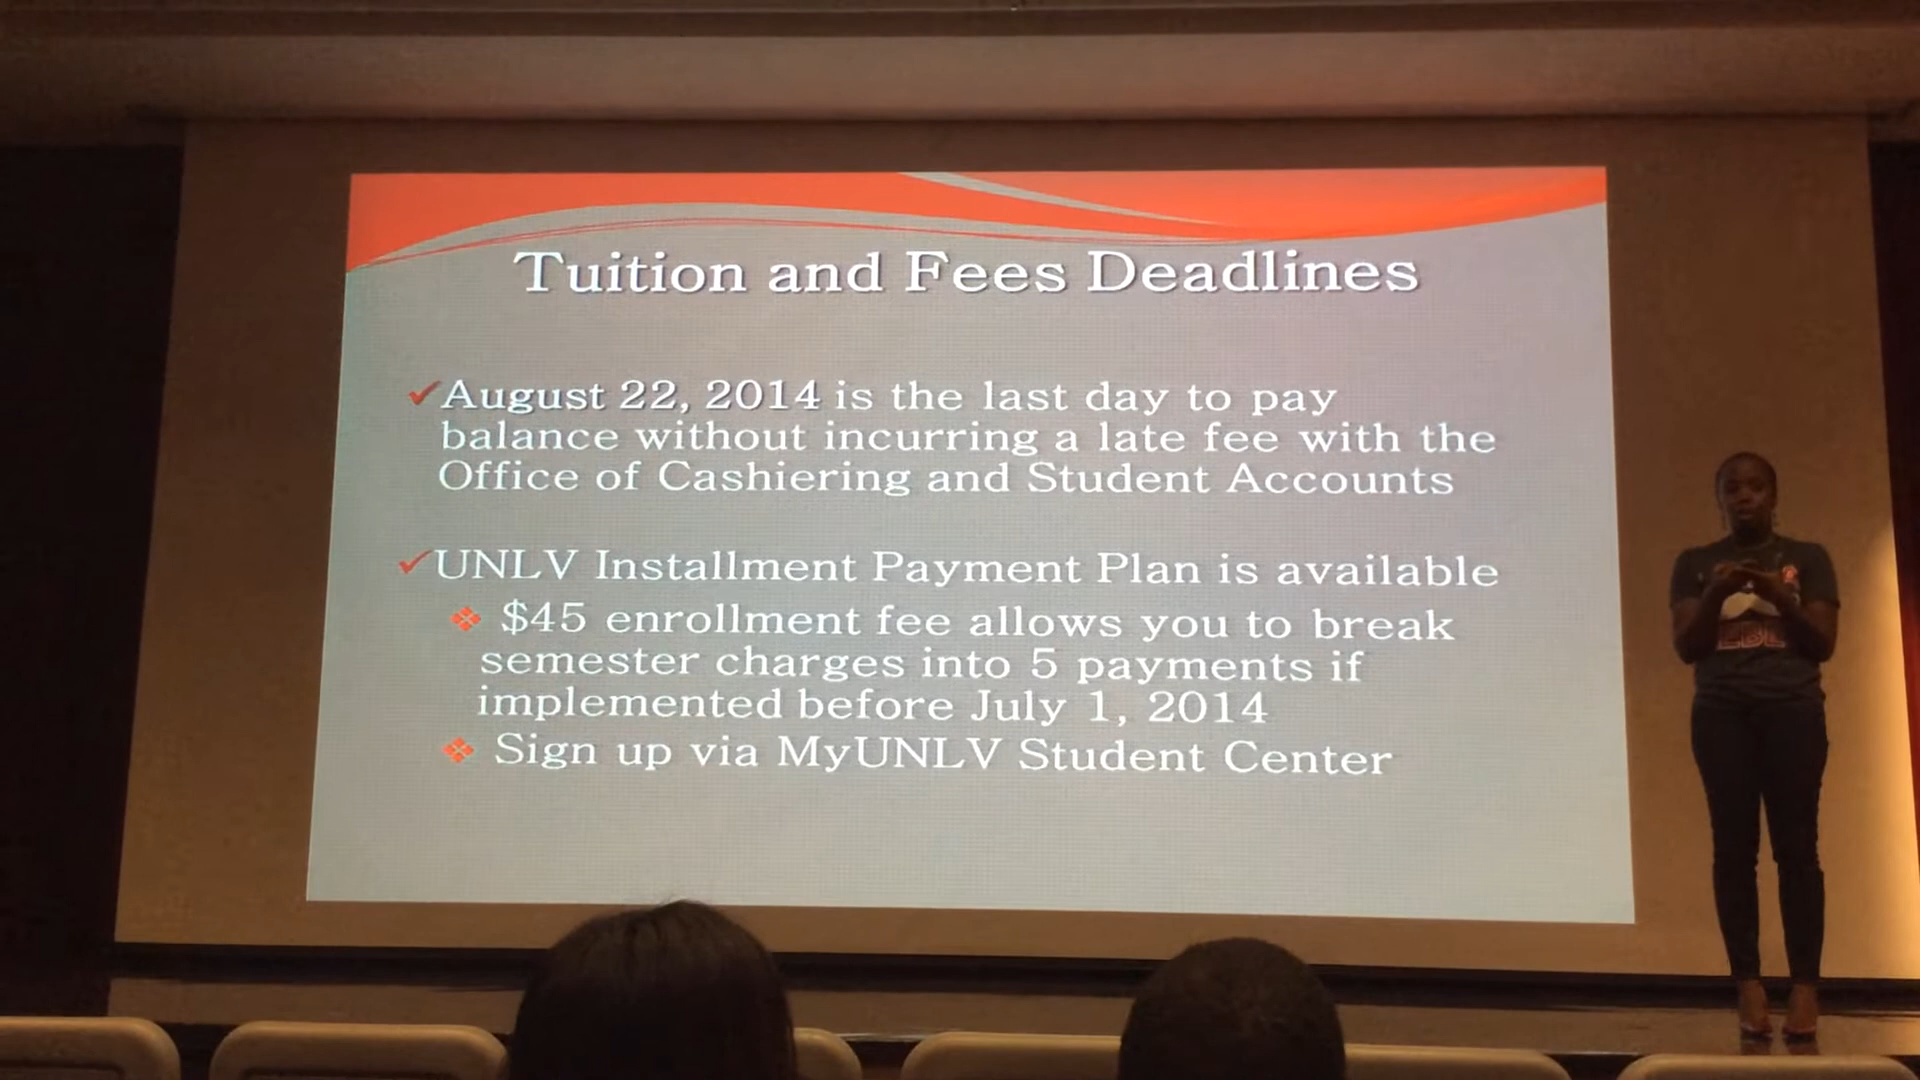 Tuition and Fees Deadlines
August 22, 2014 is the last day to pay
balance without incurring a late fee with the
Office of Cashiering and Student Accounts
UNLV Installment Payment Plan is available
$45 enrollment fee allows you to break
semester charges into 5 payments if
implemented before July 1, 2014
Sign up via MyUNLV Student Center